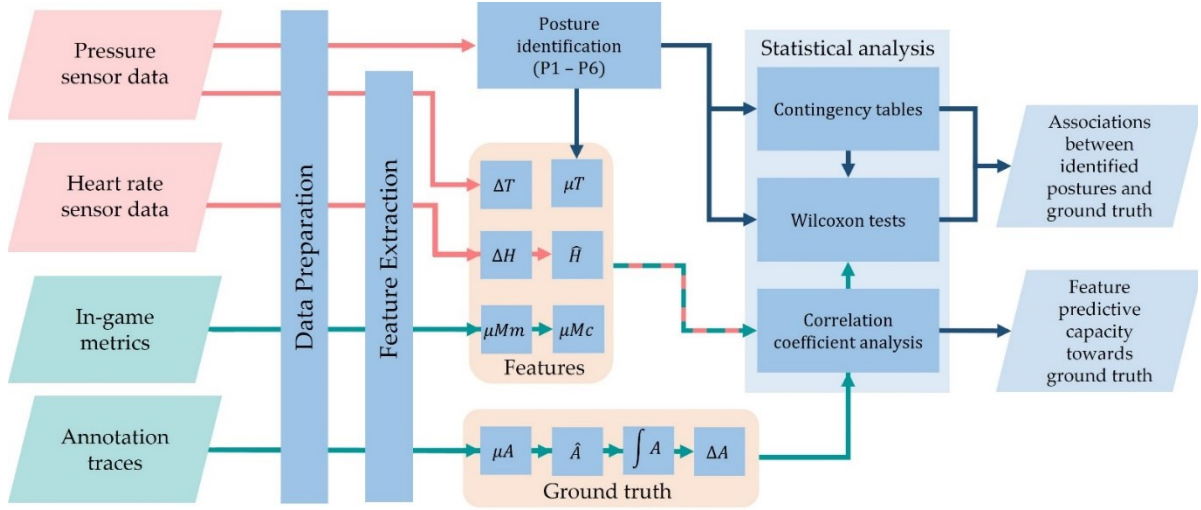 Pressure
sensor data
Heart rate
sensor data
In-game
metrics
Annotation
traces
Data Preparation
Feature Extraction
Posture
identification
(P1 – P6)
ΔT
μT
ΔH
Ĥ
μMm
μMc
Features
μA
Â
∫ A
ΔA
Ground truth
Statistical analysis
Contingency tables
Wilcoxon tests
Correlation
coefficient analysis
Associations
between
identified
postures and
ground truth
Feature
predictive
capacity
towards
ground truth